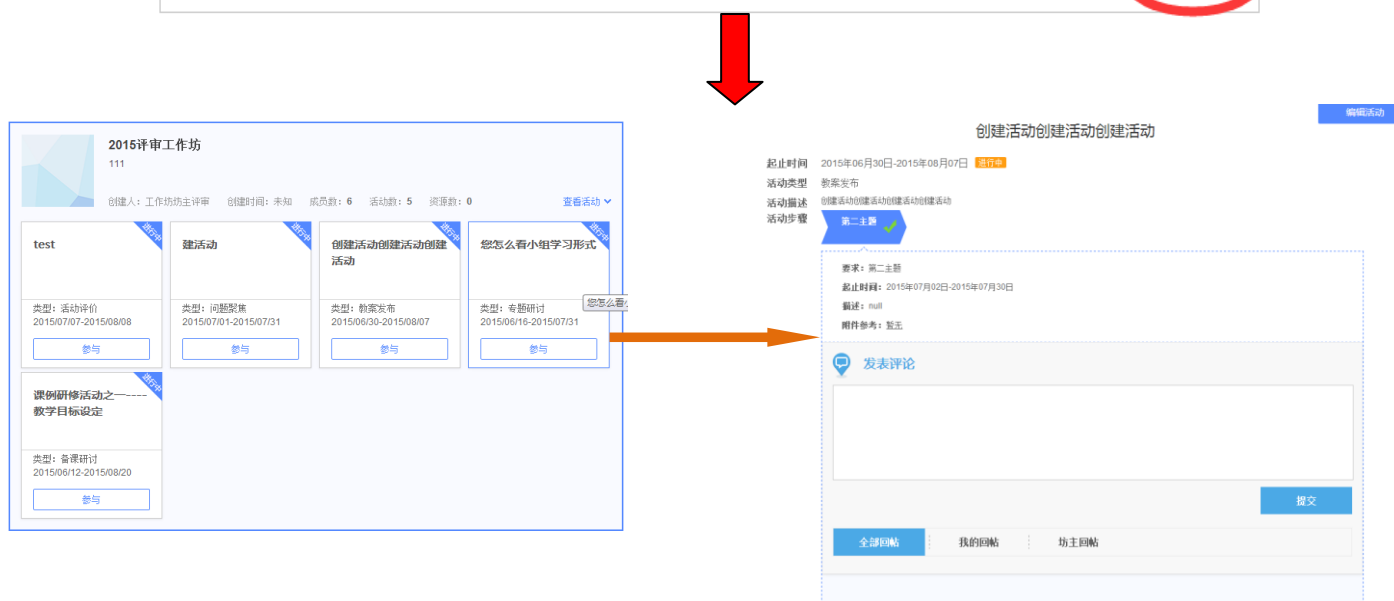 2015评审工作坊
111
创建人：工作坊坊主评审 创建时间：未知 成员数：6 活动数：5 资源数：0 查看活动
进行中
test
类型：活动评价
2015/07/07-2015/08/08
参与
进行中
建活动
类型：问题聚焦
2015/07/01-2015/07/31
参与
进行中
创建活动创建活动创建
活动
类型：教案发布
2015/06/30-2015/08/07
参与
进行中
您怎么看小组学习形式
类型：专题研讨
2015/06/16-2015/07/31
参与
您怎么看
进行中
课例研修活动之一----
教学目标设定
类型：备课研讨
2015/06/12-2015/08/20
参与
编辑活动
创建活动创建活动创建活动
起止时间 2015年06月30日-2015年08月07日 进行中
活动类型 教案发布
活动描述 创建活动创建活动创建活动创建活动
活动步骤 第二主题
要求：第二主题
起止时间：2015年07月02日-2015年07月30日
描述：null
附件参考：暂无
发表评论
提交
全部回帖 我的回帖 坊主回帖